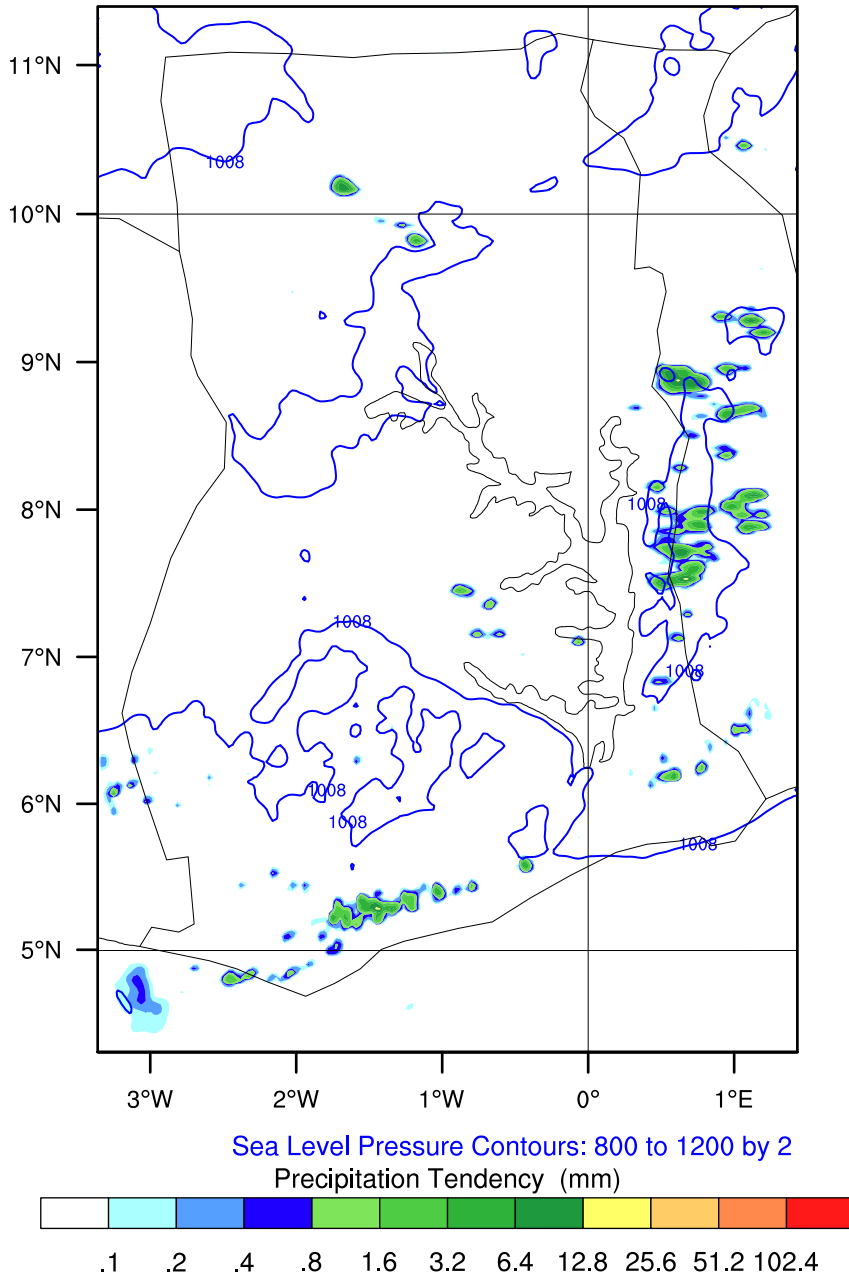 11°N
1008
10°N
9°N
8°N
1008
1008
7°N
1008
6°N
1008
1008
1008
5°N
3°W 2°W 1°W 0° 1°E
Sea Level Pressure Contours: 800 to 1200 by 2
Precipitation Tendency (mm)
.1 .2 .4 .8 1.6 3.2 6.4 12.8 25.6 51.2 102.4